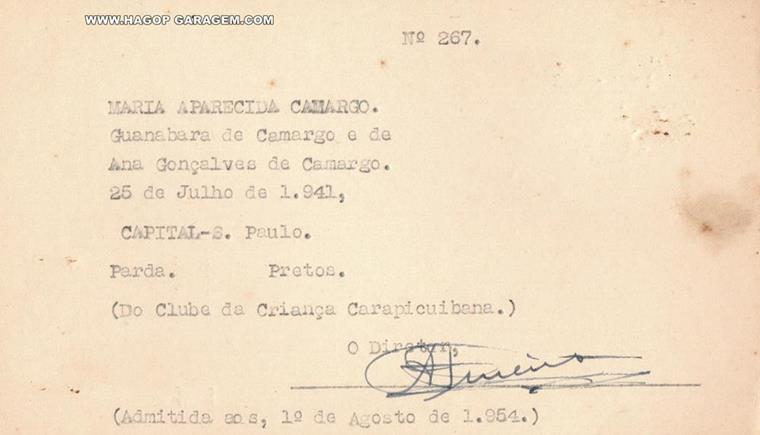 WWW.HAGOP GARAGEM.COM
Nº 267.
MARIA APARECIDA CAMARGO.
Guanabara de Camargo e de
Ana Gonçalves de Camargo.
25 de Julho de 1.941,
CAPITAL-S. Paulo.
Parda. Pretos.
(Do Clube da Criança Carapicuibana.)
O Diretor,
(Admitida aos, 1º de Agosto de 1.954.)